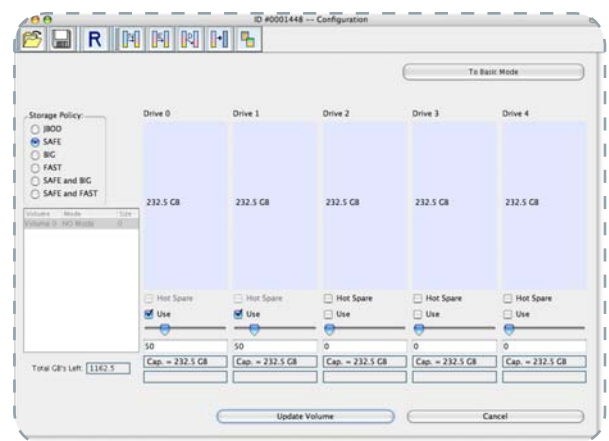 ID #0001448 -- Configuration
R
To Basic Mode
Storage Policy:
JBOD
SAFE
BIG
FAST
SAFE and BIG
SAFE and FAST
Volume Mode Size
Volume 0 NO Mode 0
Total GB's Left: 1162.5
Drive 0 Drive 1 Drive 2 Drive 3 Drive 4
232.5 GB 232.5 GB 232.5 GB 232.5 GB 232.5 GB
Hot Spare Hot Spare Hot Spare Hot Spare Hot Spare
Use Use Use Use Use
50 50 0 0 0
Cap. = 232.5 GB Cap. = 232.5 GB Cap. = 232.5 GB Cap. = 232.5 GB Cap. = 232.5 GB
Update Volume Cancel